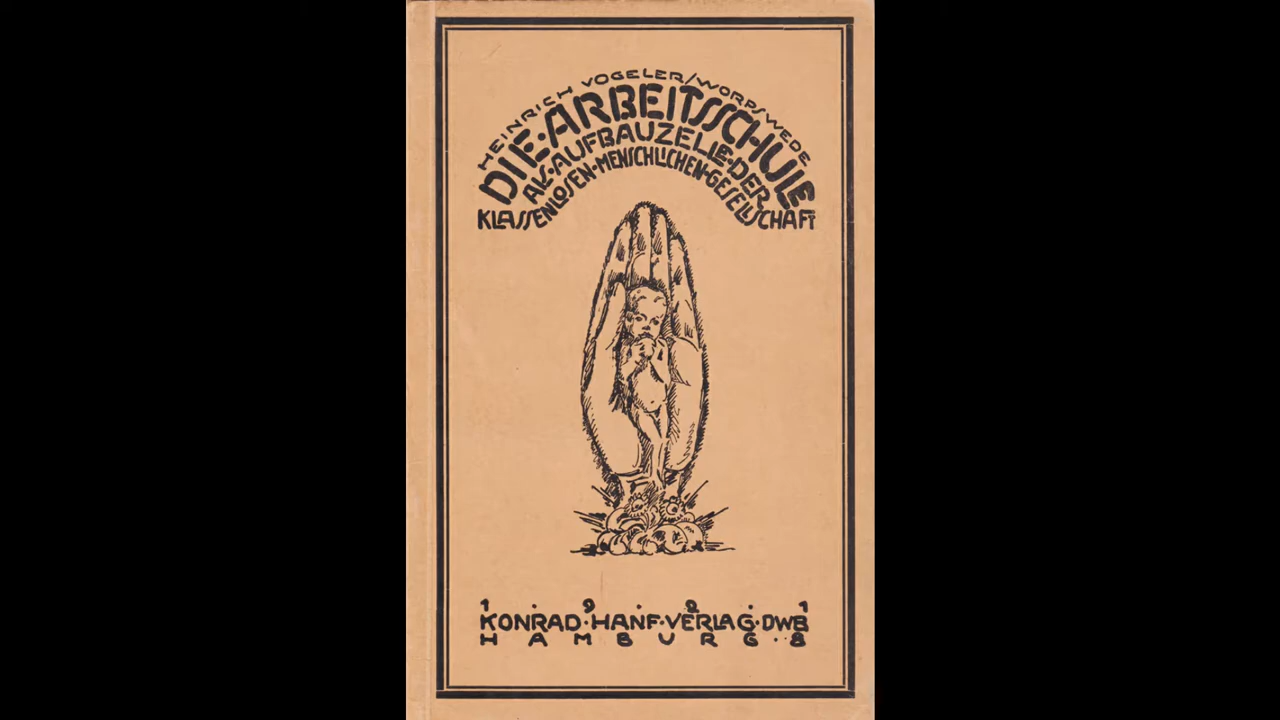 HEINRICH VOGELER/WORPSWEDE
DIE·ARBEITSSCHULE
ALS·AUFBAUZELLE·DER
KLASSENLOSEN·MENSCHLICHEN·GESELLSCHAFT
1·9·2·1
KONRAD·HANF·VERLAG·DWB
HAMBURG··8